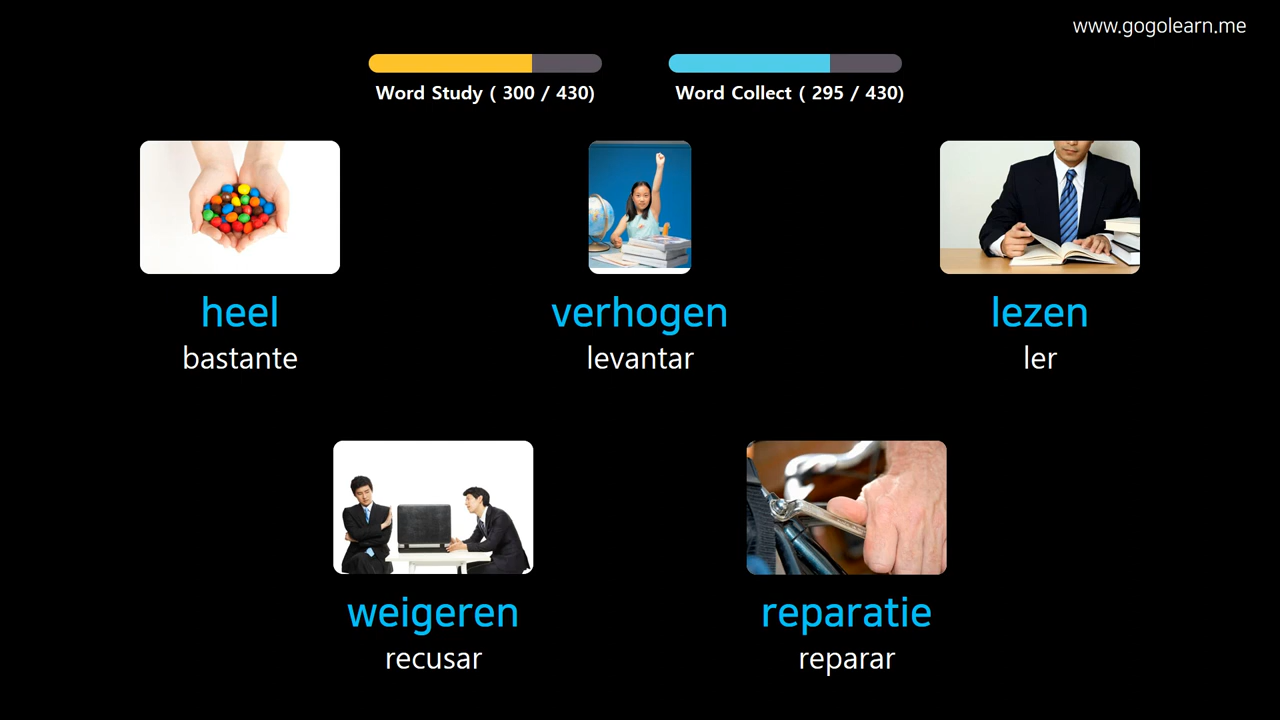 www.gogolearn.me
Word Study ( 300 / 430)
Word Collect ( 295 / 430)
heel
bastante
verhogen
levantar
lezen
ler
weigeren
recusar
reparatie
reparar